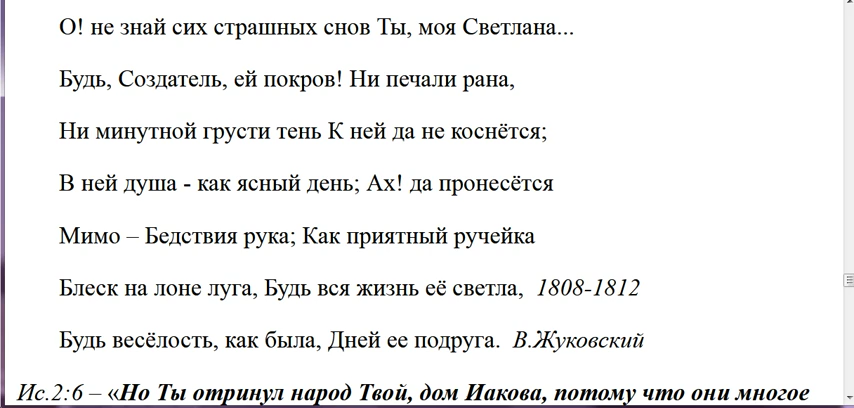 О! не знай сих страшных снов Ты, моя Светлана...
Будь, Создатель, ей покров! Ни печали рана,
Ни минутной грусти тень К ней да не коснётся;
В ней душа - как ясный день; Ах! да пронесётся
Мимо – Бедствия рука; Как приятный ручейка
Блеск на лоне луга, Будь вся жизнь её светла, 1808-1812
Будь весёлость, как была, Дней ее подруга. В.Жуковский
Ис.2:6 – «Но Ты отринул народ Твой, дом Иакова, потому что они многое